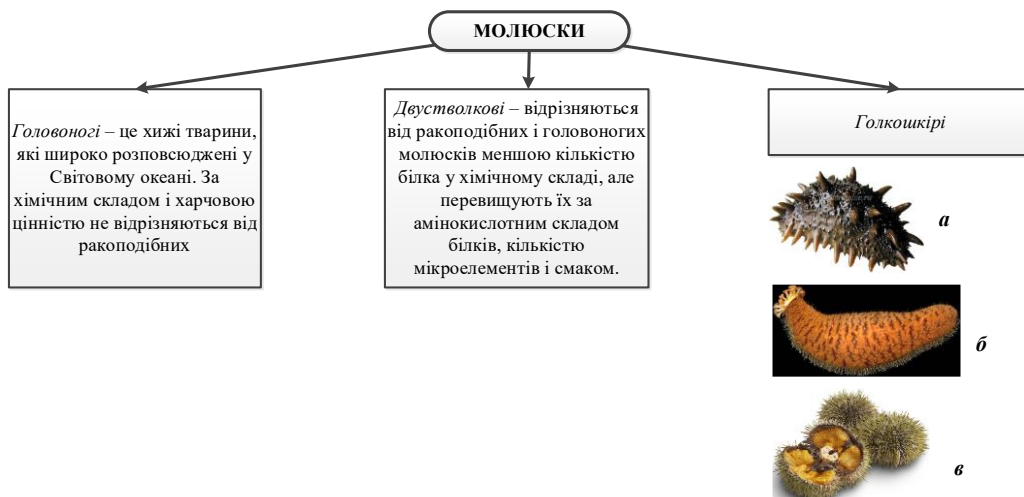 МОЛЮСКИ
Головоногі – це хижі тварини,
які широко розповсюджені у
Світовому океані. За
хімічним складом і харчовою
цінністю не відрізняються від
ракоподібних
Двустволкові – відрізняються
від ракоподібних і головоногих
молюсків меншою кількістю
білка у хімічному складі, але
перевищують їх за
амінокислотним складом
білків, кількістю
мікроелементів і смаком.
Голкошкірі
а
б
в